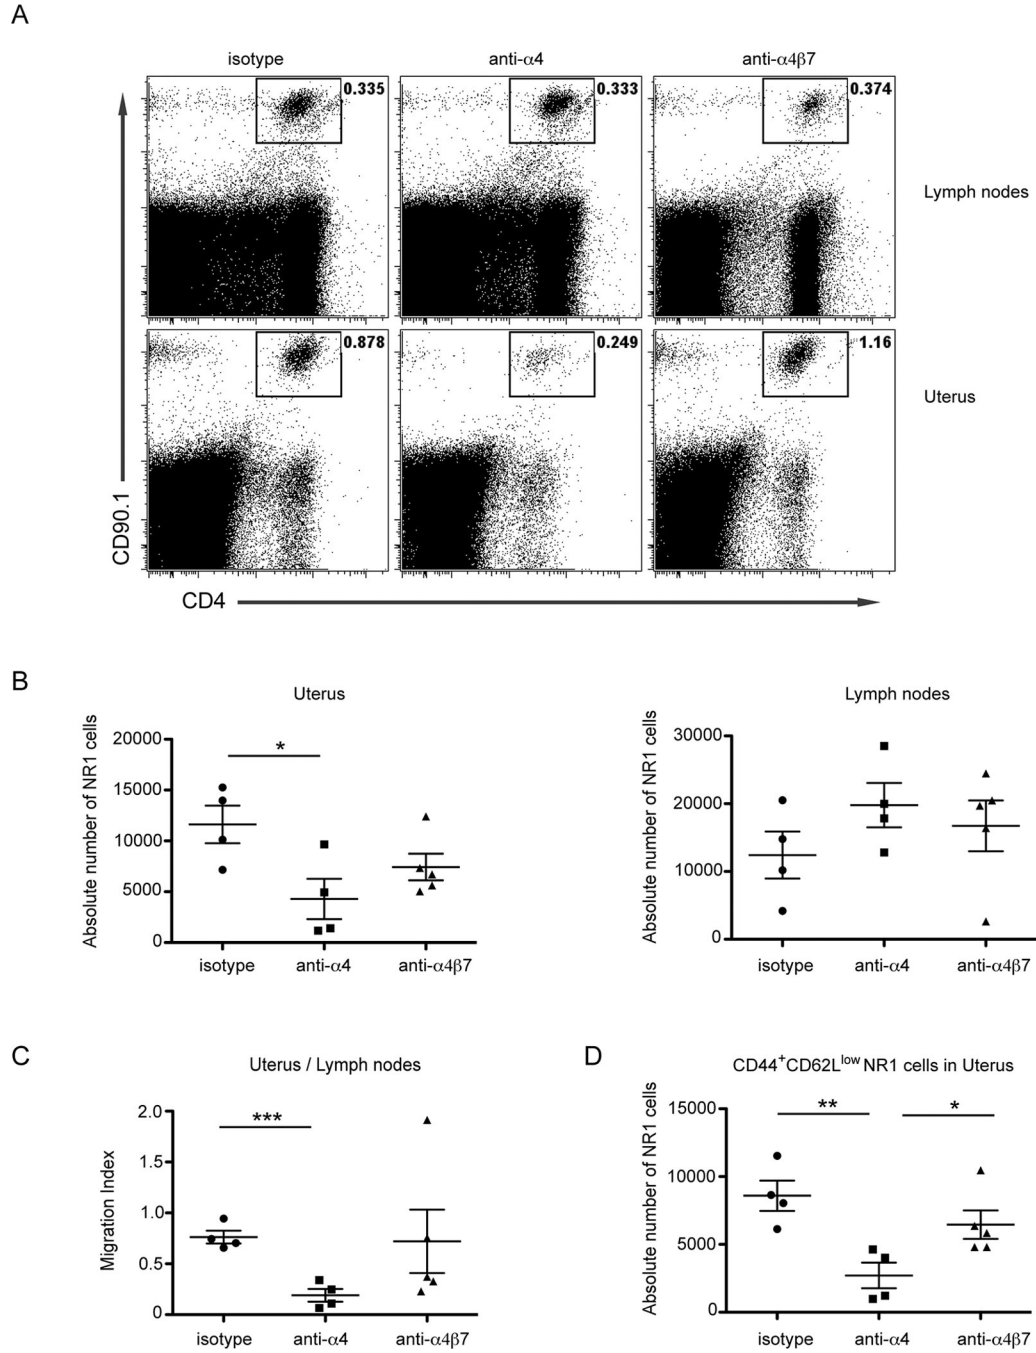 A
isotype
anti-α4
anti-α4β7
0.335
0.333
0.374
Lymph nodes
0.878
0.249
1.16
Uterus
CD90.1
CD4
B
Uterus
Absolute number of NR1 cells
20000
15000
10000
5000
0
*
isotype
anti-α4
anti-α4β7
Lymph nodes
Absolute number of NR1 cells
30000
20000
10000
0
isotype
anti-α4
anti-α4β7
C
Uterus / Lymph nodes
Migration Index
2.0
1.5
1.0
0.5
0
***
isotype
anti-α4
anti-α4β7
D
CD44⁺CD62Lˡᵒʷ NR1 cells in Uterus
Absolute number of NR1 cells
15000
10000
5000
0
**
*
isotype
anti-α4
anti-α4β7